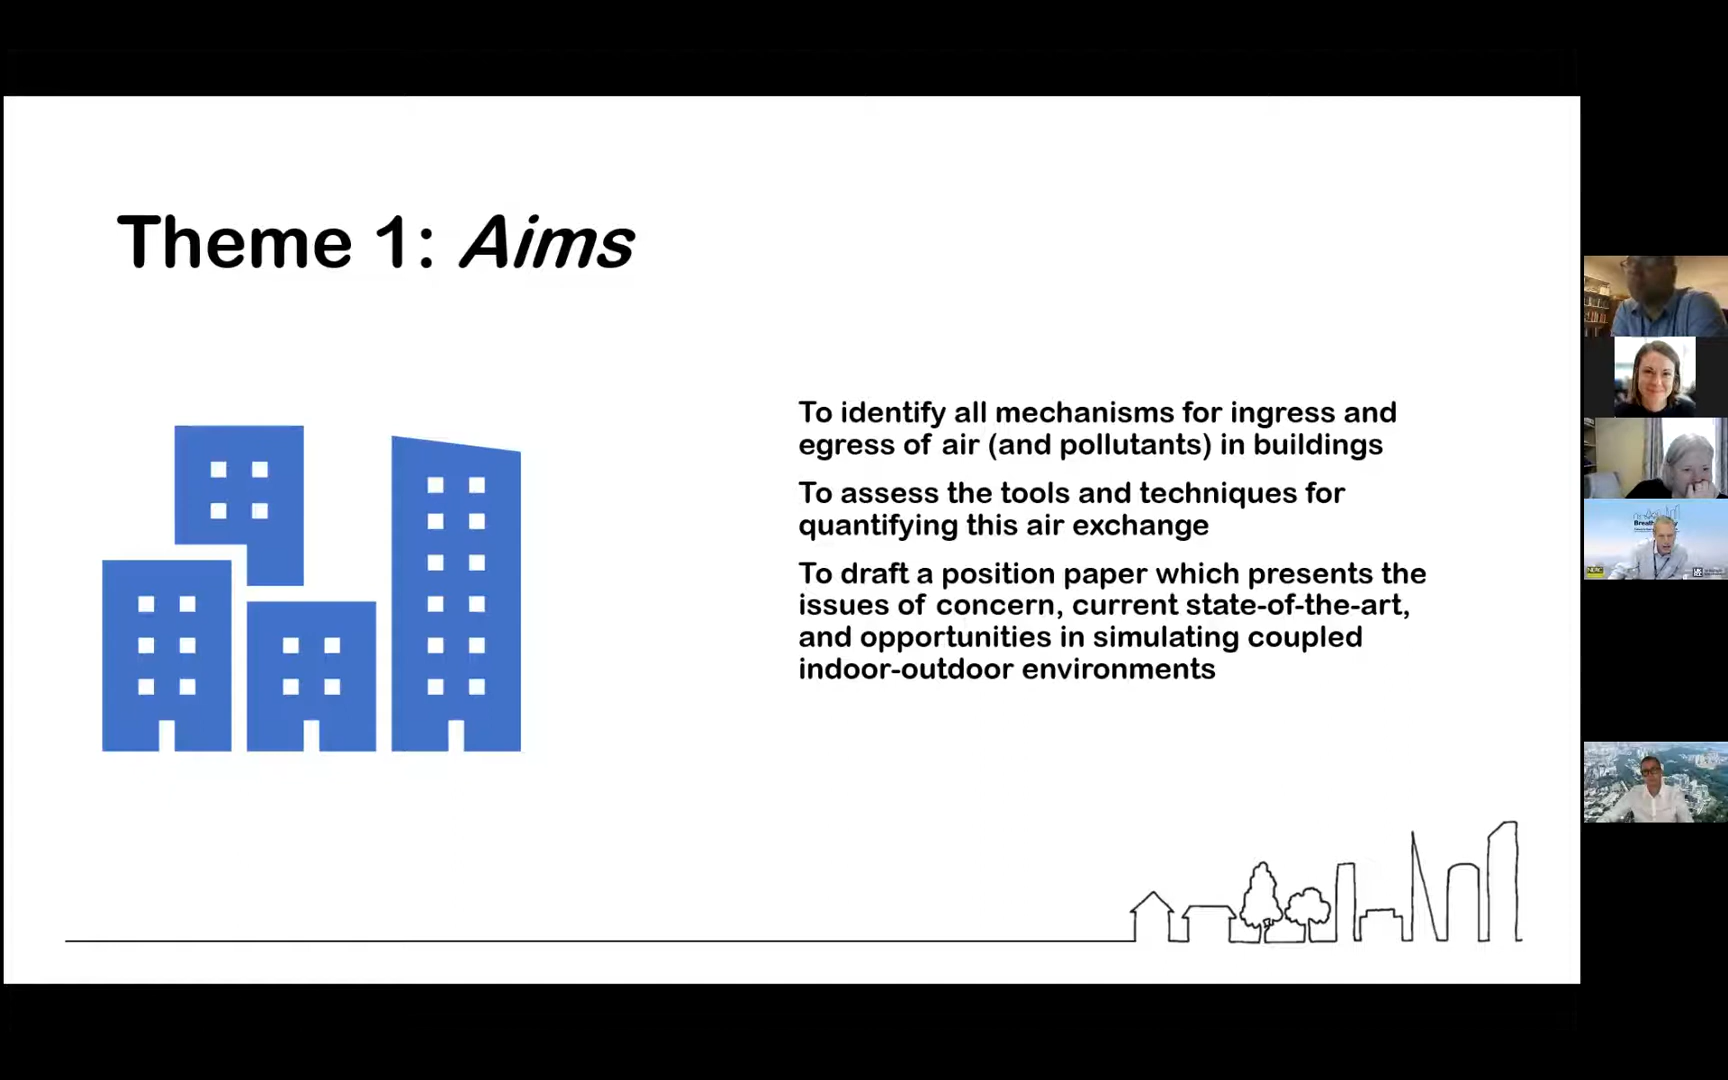 Theme 1: Aims
To identify all mechanisms for ingress and
egress of air (and pollutants) in buildings
To assess the tools and techniques for
quantifying this air exchange
To draft a position paper which presents the
issues of concern, current state-of-the-art,
and opportunities in simulating coupled
indoor-outdoor environments